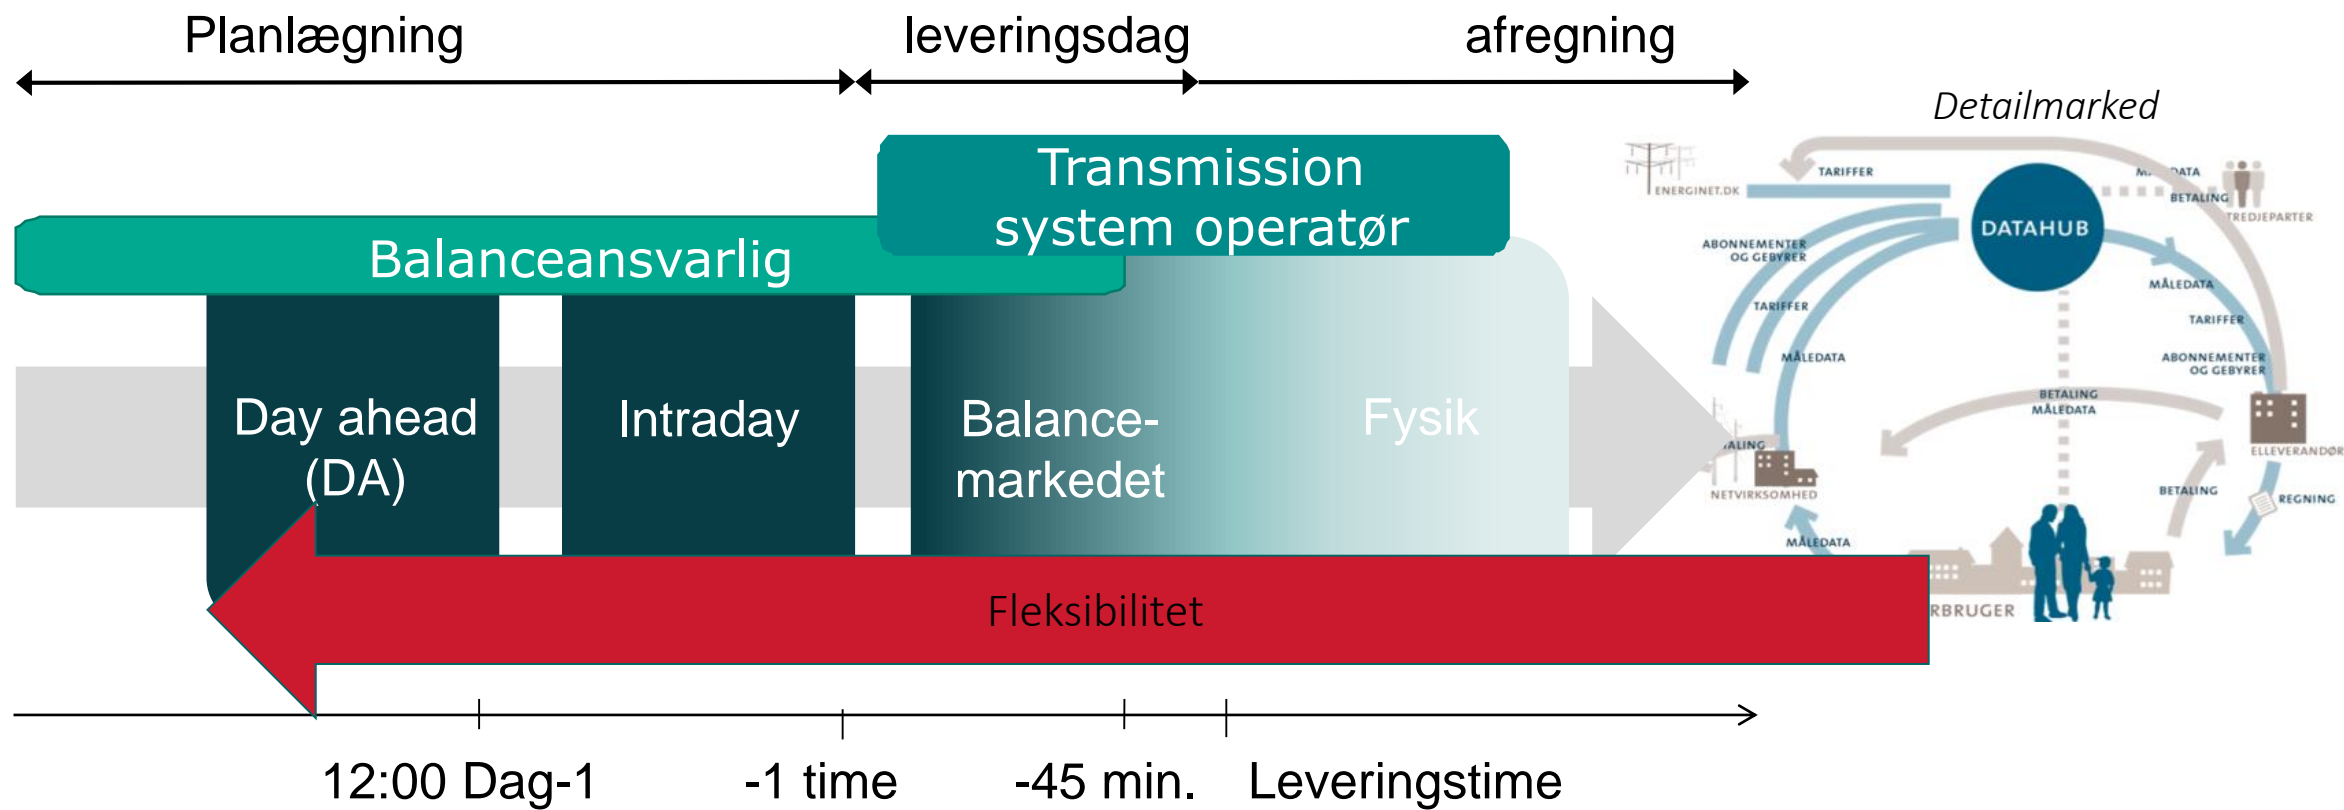 Planlægning
leveringsdag
afregning
Detailmarked
Transmission
system operatør
Balanceansvarlig
Day ahead
(DA)
Intraday
Balance-
markedet
Fysik
Fleksibilitet
12:00 Dag-1
-1 time
-45 min.
Leveringstime
ENERGINET.DK
TARIFFER
DATAHUB
BETALING
TREDJEPARTER
ABONNEMENTER
OG GEBYRER
TARIFFER
MÅLEDATA
MÅLEDATA
TARIFFER
ABONNEMENTER
OG GEBYRER
BETALING
MÅLEDATA
NETVIRKSOMHED
ELLEVERANDØR
BETALING
REGNING
MÅLEDATA